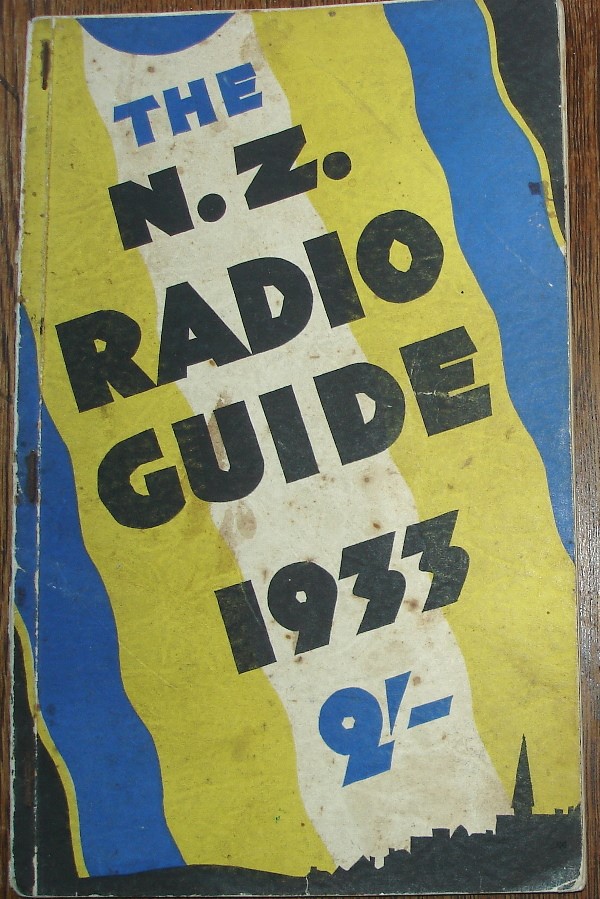 THE
N. Z.
RADIO
GUIDE
1933
2/-